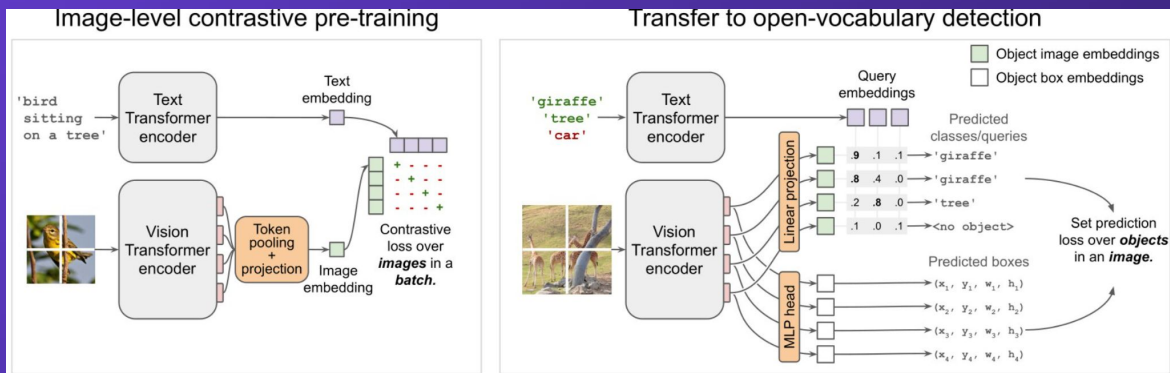 Image-level contrastive pre-training
'bird
sitting
on a tree'
Text
Transformer
encoder
Text
embedding
+ - - -
- + - -
- - + -
- - - +
Vision
Transformer
encoder
Token
pooling
+
projection
Image
embedding
Contrastive
loss over
images in a
batch.
Transfer to open-vocabulary detection
Object image embeddings
Object box embeddings
'giraffe'
'tree'
'car'
Text
Transformer
encoder
Query
embeddings
Predicted
classes/queries
Vision
Transformer
encoder
Linear projection
.9 .1 .1 'giraffe'
.8 .4 .0 'giraffe'
.2 .8 .0 'tree'
.1 .0 .1 <no object>
Set prediction
loss over objects
in an image.
MLP head
Predicted boxes
(x₁, y₁, w₁, h₁)
(x₂, y₂, w₂, h₂)
(x₃, y₃, w₃, h₃)
(x₄, y₄, w₄, h₄)